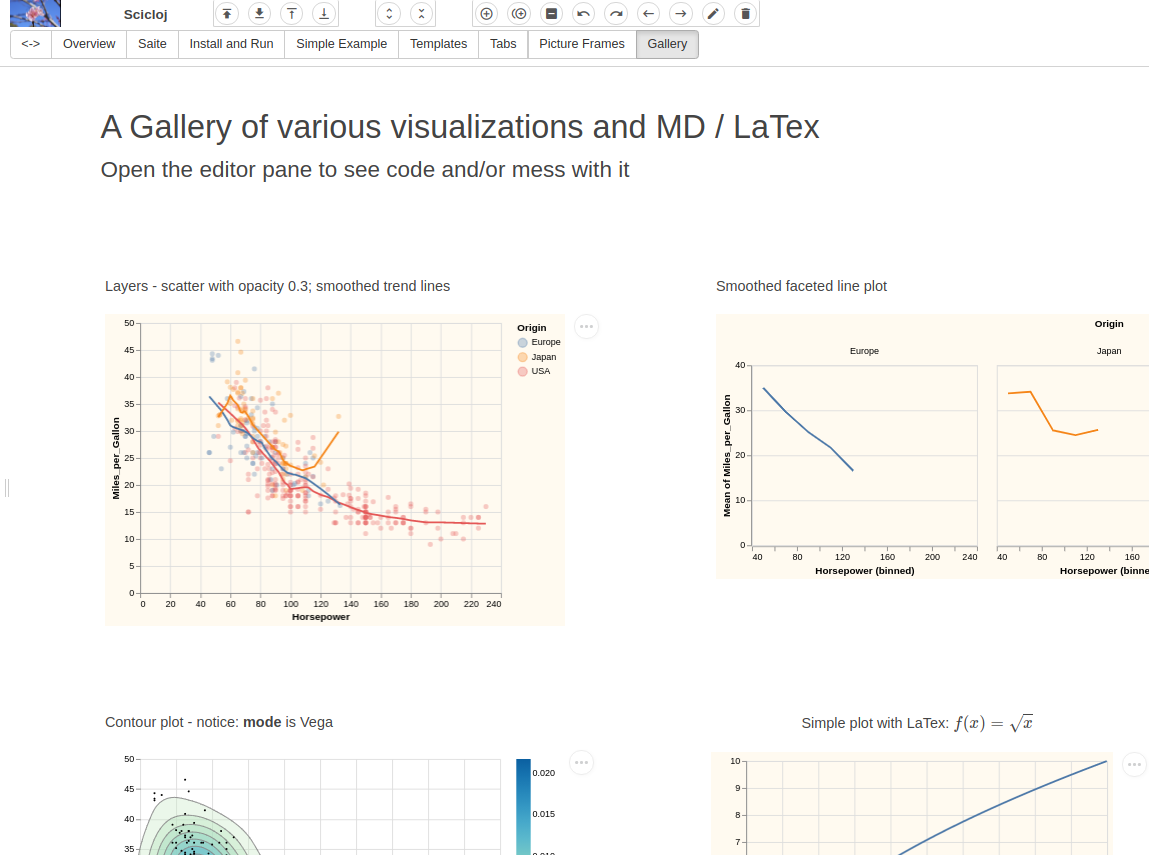 Scicloj
<-> Overview Saite Install and Run Simple Example Templates Tabs Picture Frames Gallery
A Gallery of various visualizations and MD / LaTex
Open the editor pane to see code and/or mess with it
Layers - scatter with opacity 0.3; smoothed trend lines
50
45
40
35
30
25
20
15
10
5
0
Miles_per_Gallon
0 20 40 60 80 100 120 140 160 180 200 220 240
Horsepower
Origin
Europe
Japan
USA
Smoothed faceted line plot
Origin
Europe Japan
40
30
20
10
0
Mean of Miles_per_Gallon
40 80 120 160 200 240 40 80 120 160
Horsepower (binned) Horsepower (binne
Contour plot - notice: mode is Vega
50
45
40
35
0.020
0.015
0.010
Simple plot with LaTex: f(x) = √x
10
9
8
7